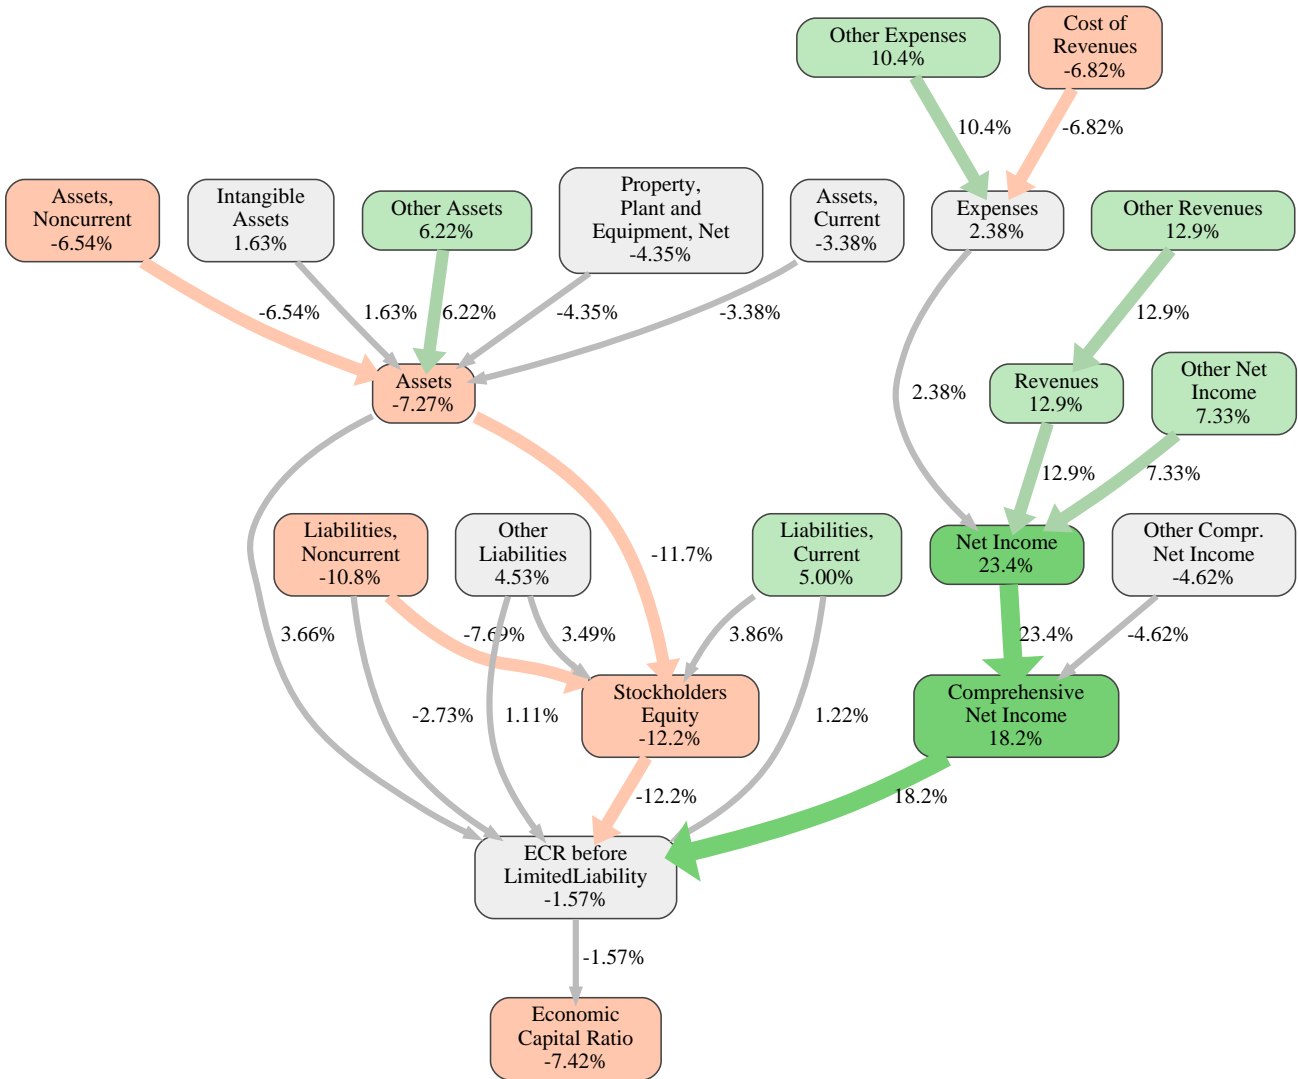 Other Expenses
10.4%
Cost of
Revenues
-6.82%
10.4%
-6.82%
Assets,
Noncurrent
-6.54%
Intangible
Assets
1.63%
Other Assets
6.22%
Property,
Plant and
Equipment, Net
-4.35%
Assets,
Current
-3.38%
Expenses
2.38%
Other Revenues
12.9%
-6.54%
1.63%
6.22%
-4.35%
-3.38%
12.9%
Assets
-7.27%
2.38%
Revenues
12.9%
Other Net
Income
7.33%
12.9%
7.33%
Liabilities,
Noncurrent
-10.8%
Other
Liabilities
4.53%
-11.7%
Liabilities,
Current
5.00%
Net Income
23.4%
Other Compr.
Net Income
-4.62%
3.66%
-7.69%
3.49%
3.86%
23.4%
-4.62%
-2.73%
1.11%
Stockholders
Equity
-12.2%
1.22%
Comprehensive
Net Income
18.2%
-12.2%
18.2%
ECR before
LimitedLiability
-1.57%
-1.57%
Economic
Capital Ratio
-7.42%